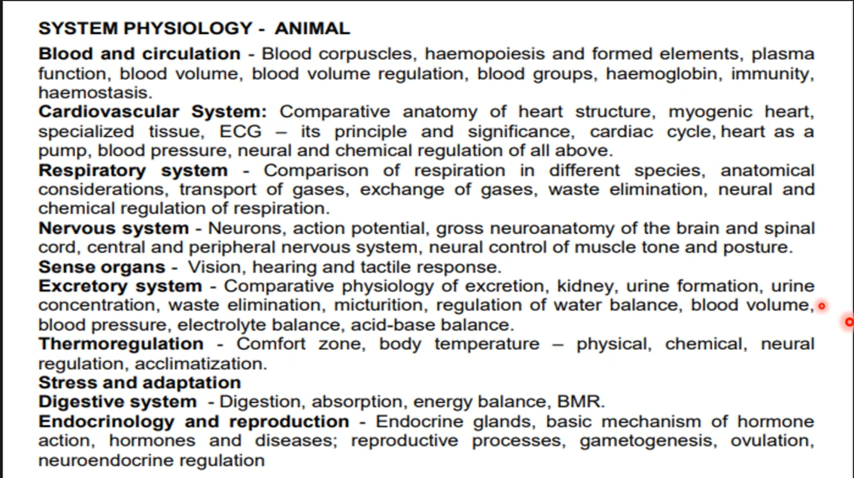 SYSTEM PHYSIOLOGY - ANIMAL
Blood and circulation - Blood corpuscles, haemopoiesis and formed elements, plasma
function, blood volume, blood volume regulation, blood groups, haemoglobin, immunity,
haemostasis.
Cardiovascular System: Comparative anatomy of heart structure, myogenic heart,
specialized tissue, ECG – its principle and significance, cardiac cycle, heart as a
pump, blood pressure, neural and chemical regulation of all above.
Respiratory system - Comparison of respiration in different species, anatomical
considerations, transport of gases, exchange of gases, waste elimination, neural and
chemical regulation of respiration.
Nervous system - Neurons, action potential, gross neuroanatomy of the brain and spinal
cord, central and peripheral nervous system, neural control of muscle tone and posture.
Sense organs - Vision, hearing and tactile response.
Excretory system - Comparative physiology of excretion, kidney, urine formation, urine
concentration, waste elimination, micturition, regulation of water balance, blood volume,
blood pressure, electrolyte balance, acid-base balance.
Thermoregulation - Comfort zone, body temperature – physical, chemical, neural
regulation, acclimatization.
Stress and adaptation
Digestive system - Digestion, absorption, energy balance, BMR.
Endocrinology and reproduction - Endocrine glands, basic mechanism of hormone
action, hormones and diseases; reproductive processes, gametogenesis, ovulation,
neuroendocrine regulation